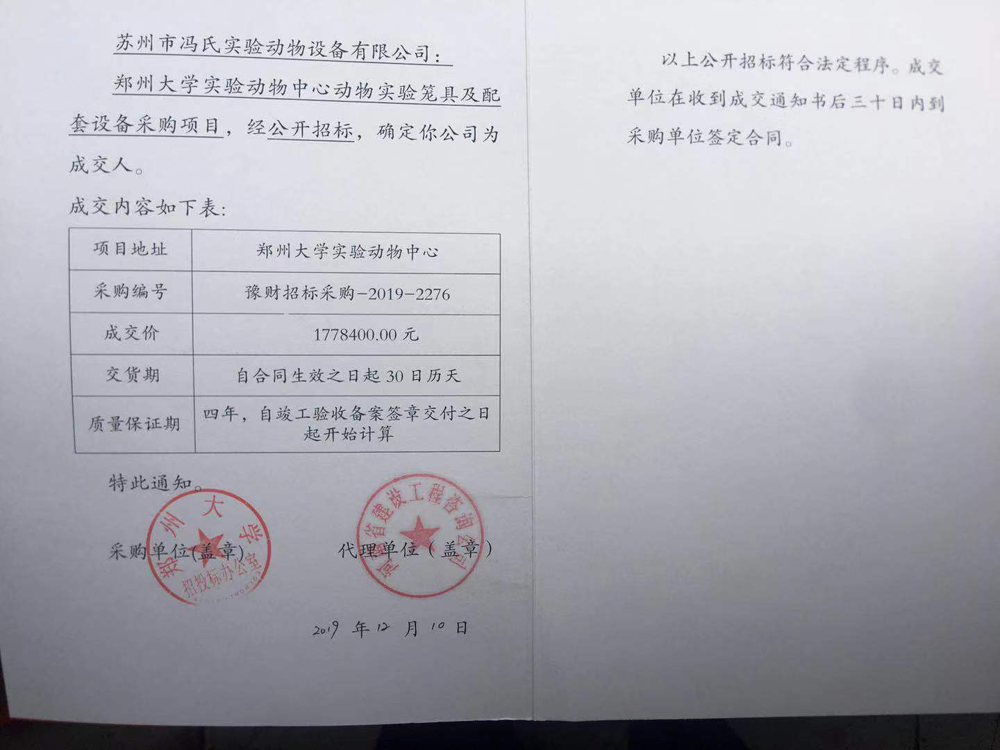 苏州市冯氏实验动物设备有限公司：
郑州大学实验动物中心动物实验笼具及配
套设备采购项目，经公开招标，确定你公司为
成交人。
成交内容如下表：
项目地址 郑州大学实验动物中心
采购编号 豫财招标采购-2019-2276
成交价 1778400.00 元
交货期 自合同生效之日起 30 日历天
质量保证期 四年，自竣工验收备案签章交付之日
起开始计算
特此通知。
采购单位(盖章)
代理单位（盖章）
郑州大学
招投标办公室
河南省建设工程咨询公司
2019 年 12 月 10 日
以上公开招标符合法定程序。成交
单位在收到成交通知书后三十日内到
采购单位签定合同。